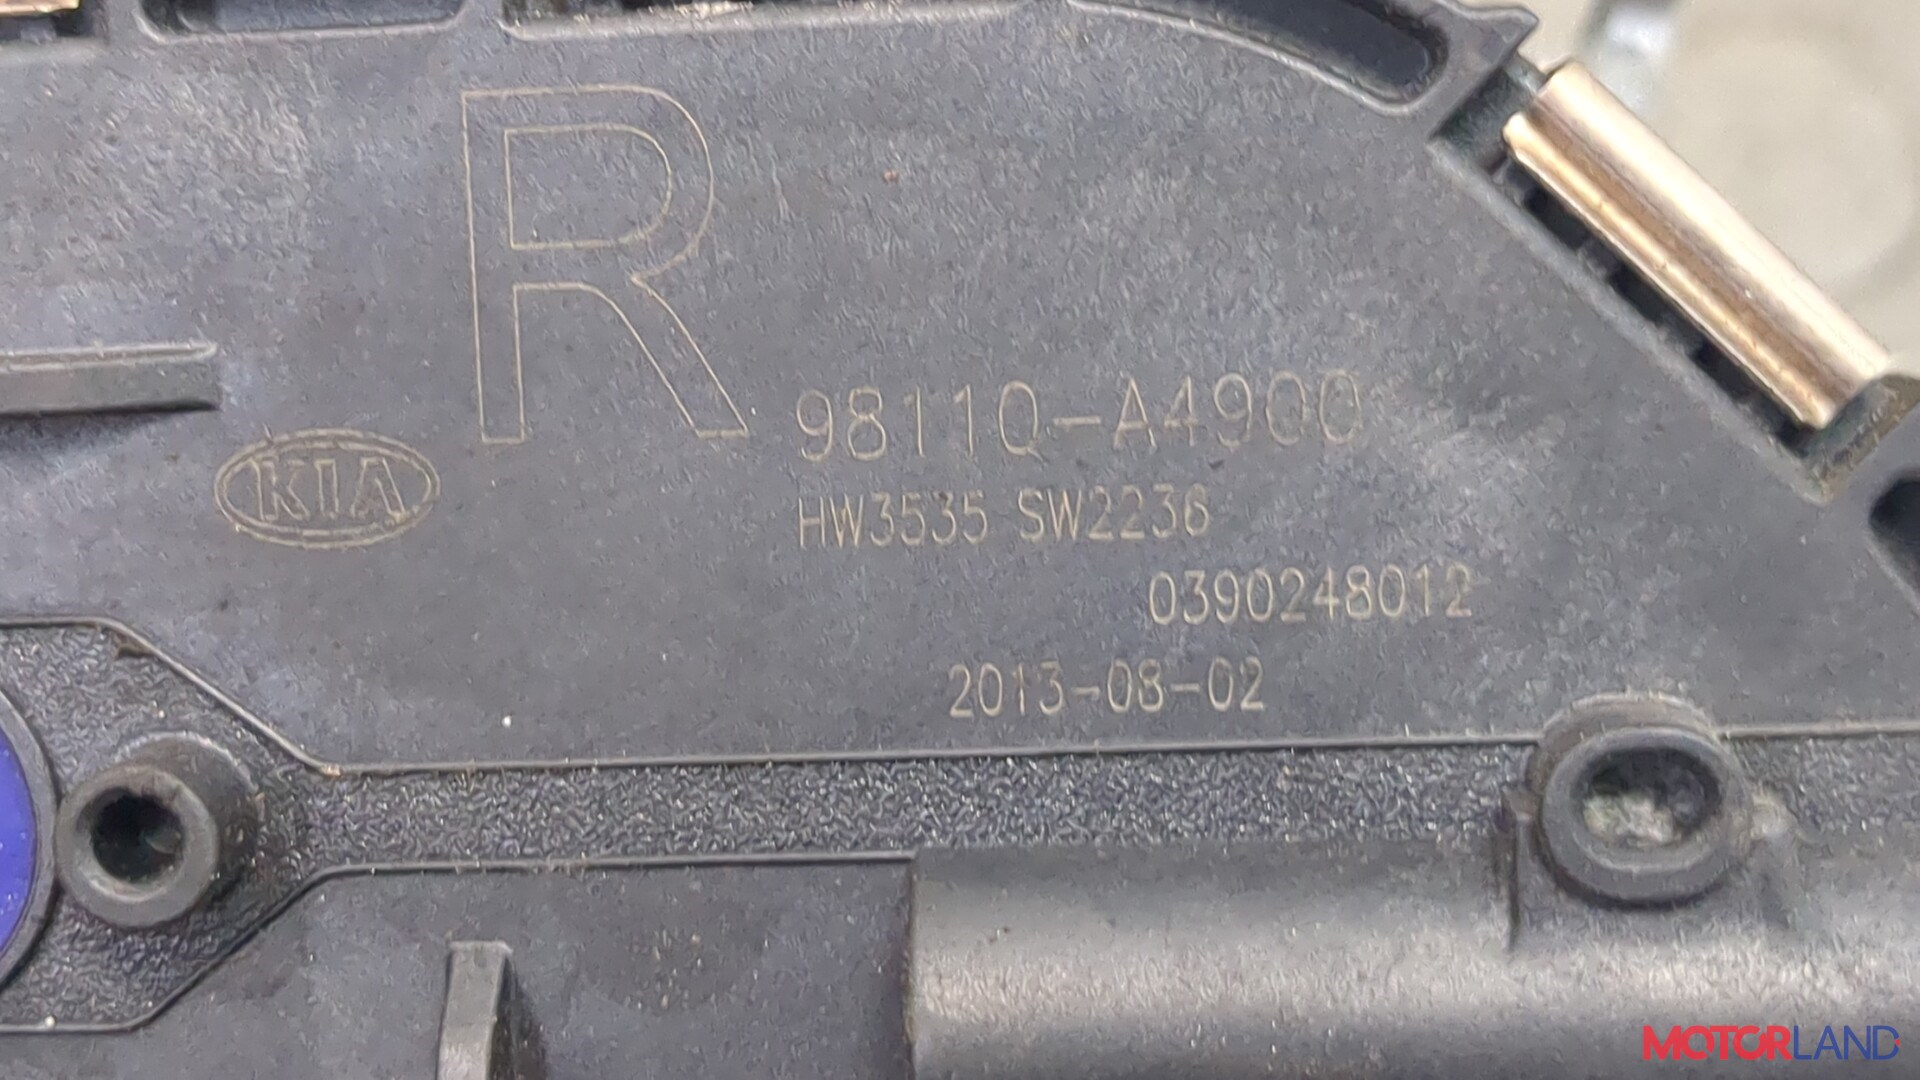 R
98110-A4900
KIA
HW3535 SW2236
0390248012
2013-08-02
MOTORLAND